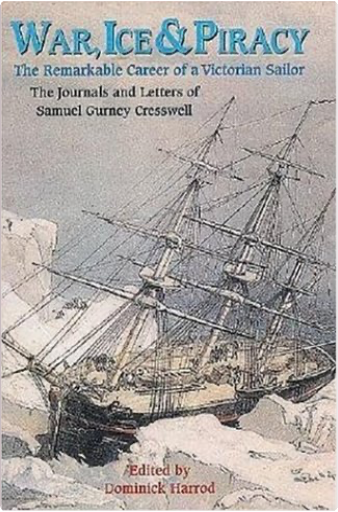 WAR, ICE & PIRACY
The Remarkable Career of a Victorian Sailor
The Journals and Letters of
Samuel Gurney Cresswell
Ædited by
Dominick Harrod